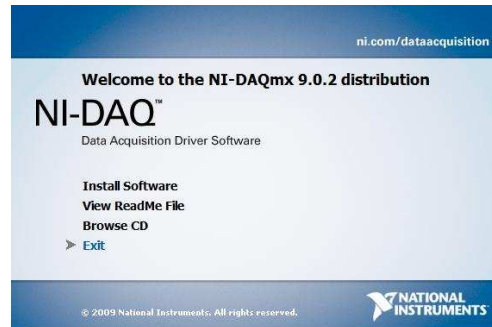 ni.com/dataacquisition
Welcome to the NI-DAQmx 9.0.2 distribution
NI-DAQ™
Data Acquisition Driver Software
Install Software
View ReadMe File
Browse CD
Exit
© 2009 National Instruments. All rights reserved.
NATIONAL
INSTRUMENTS